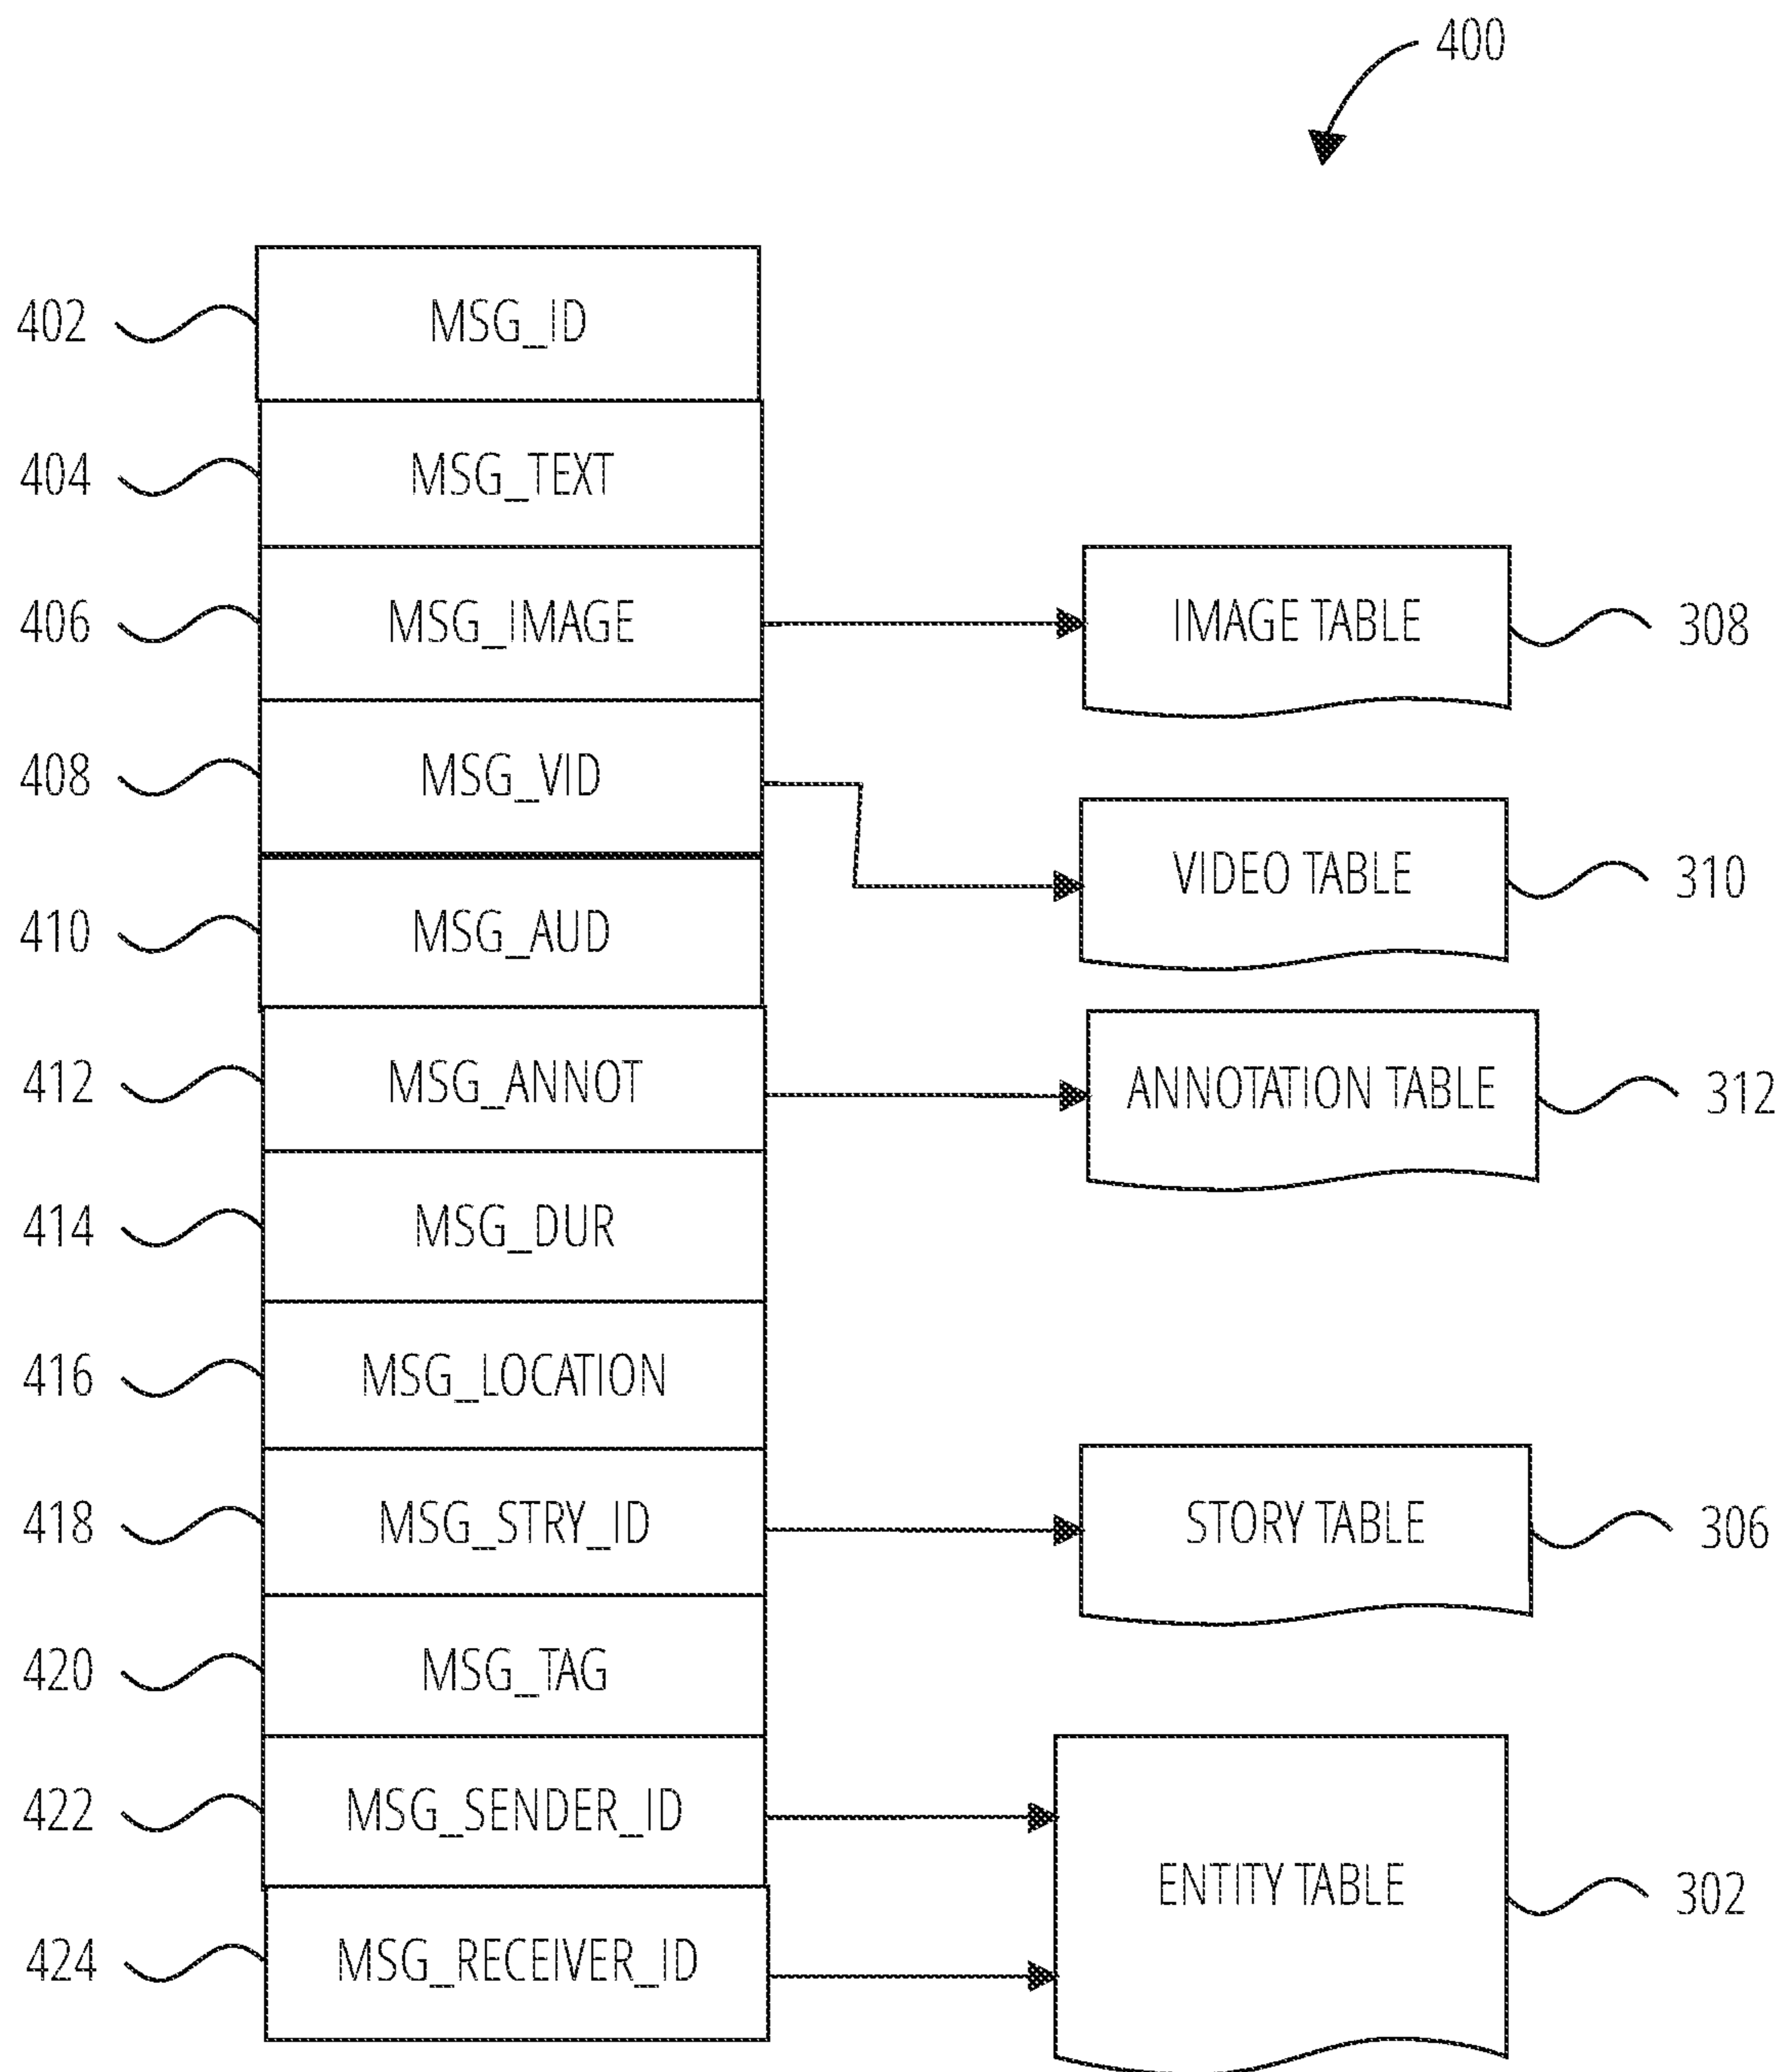 400
402 MSG_ID
404 MSG_TEXT
406 MSG_IMAGE IMAGE TABLE 308
408 MSG_VID
VIDEO TABLE 310
410 MSG_AUD
412 MSG_ANNOT ANNOTATION TABLE 312
414 MSG_DUR
416 MSG_LOCATION
418 MSG_STRY_ID STORY TABLE 306
420 MSG_TAG
422 MSG_SENDER_ID
ENTITY TABLE 302
424 MSG_RECEIVER_ID